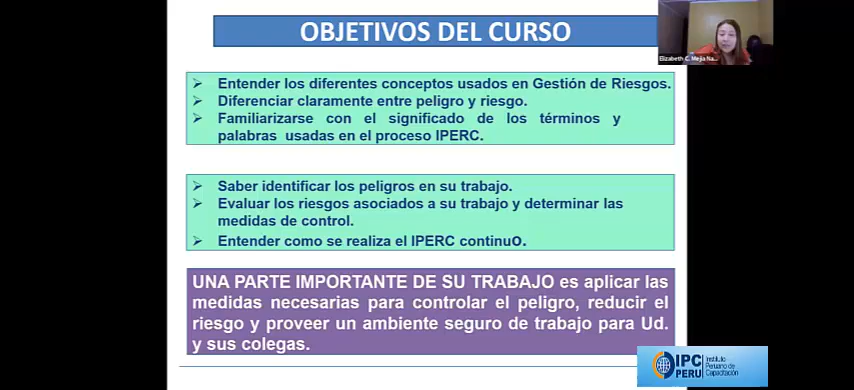 OBJETIVOS DEL CURSO
Elizabeth C. Mejia Na...
➢ Entender los diferentes conceptos usados en Gestión de Riesgos.
➢ Diferenciar claramente entre peligro y riesgo.
➢ Familiarizarse con el significado de los términos y
palabras usadas en el proceso IPERC.
➢ Saber identificar los peligros en su trabajo.
➢ Evaluar los riesgos asociados a su trabajo y determinar las
medidas de control.
➢ Entender como se realiza el IPERC continuo.
UNA PARTE IMPORTANTE DE SU TRABAJO es aplicar las
medidas necesarias para controlar el peligro, reducir el
riesgo y proveer un ambiente seguro de trabajo para Ud.
y sus colegas.
IPC
PERU
Instituto
Peruano de
Capacitación